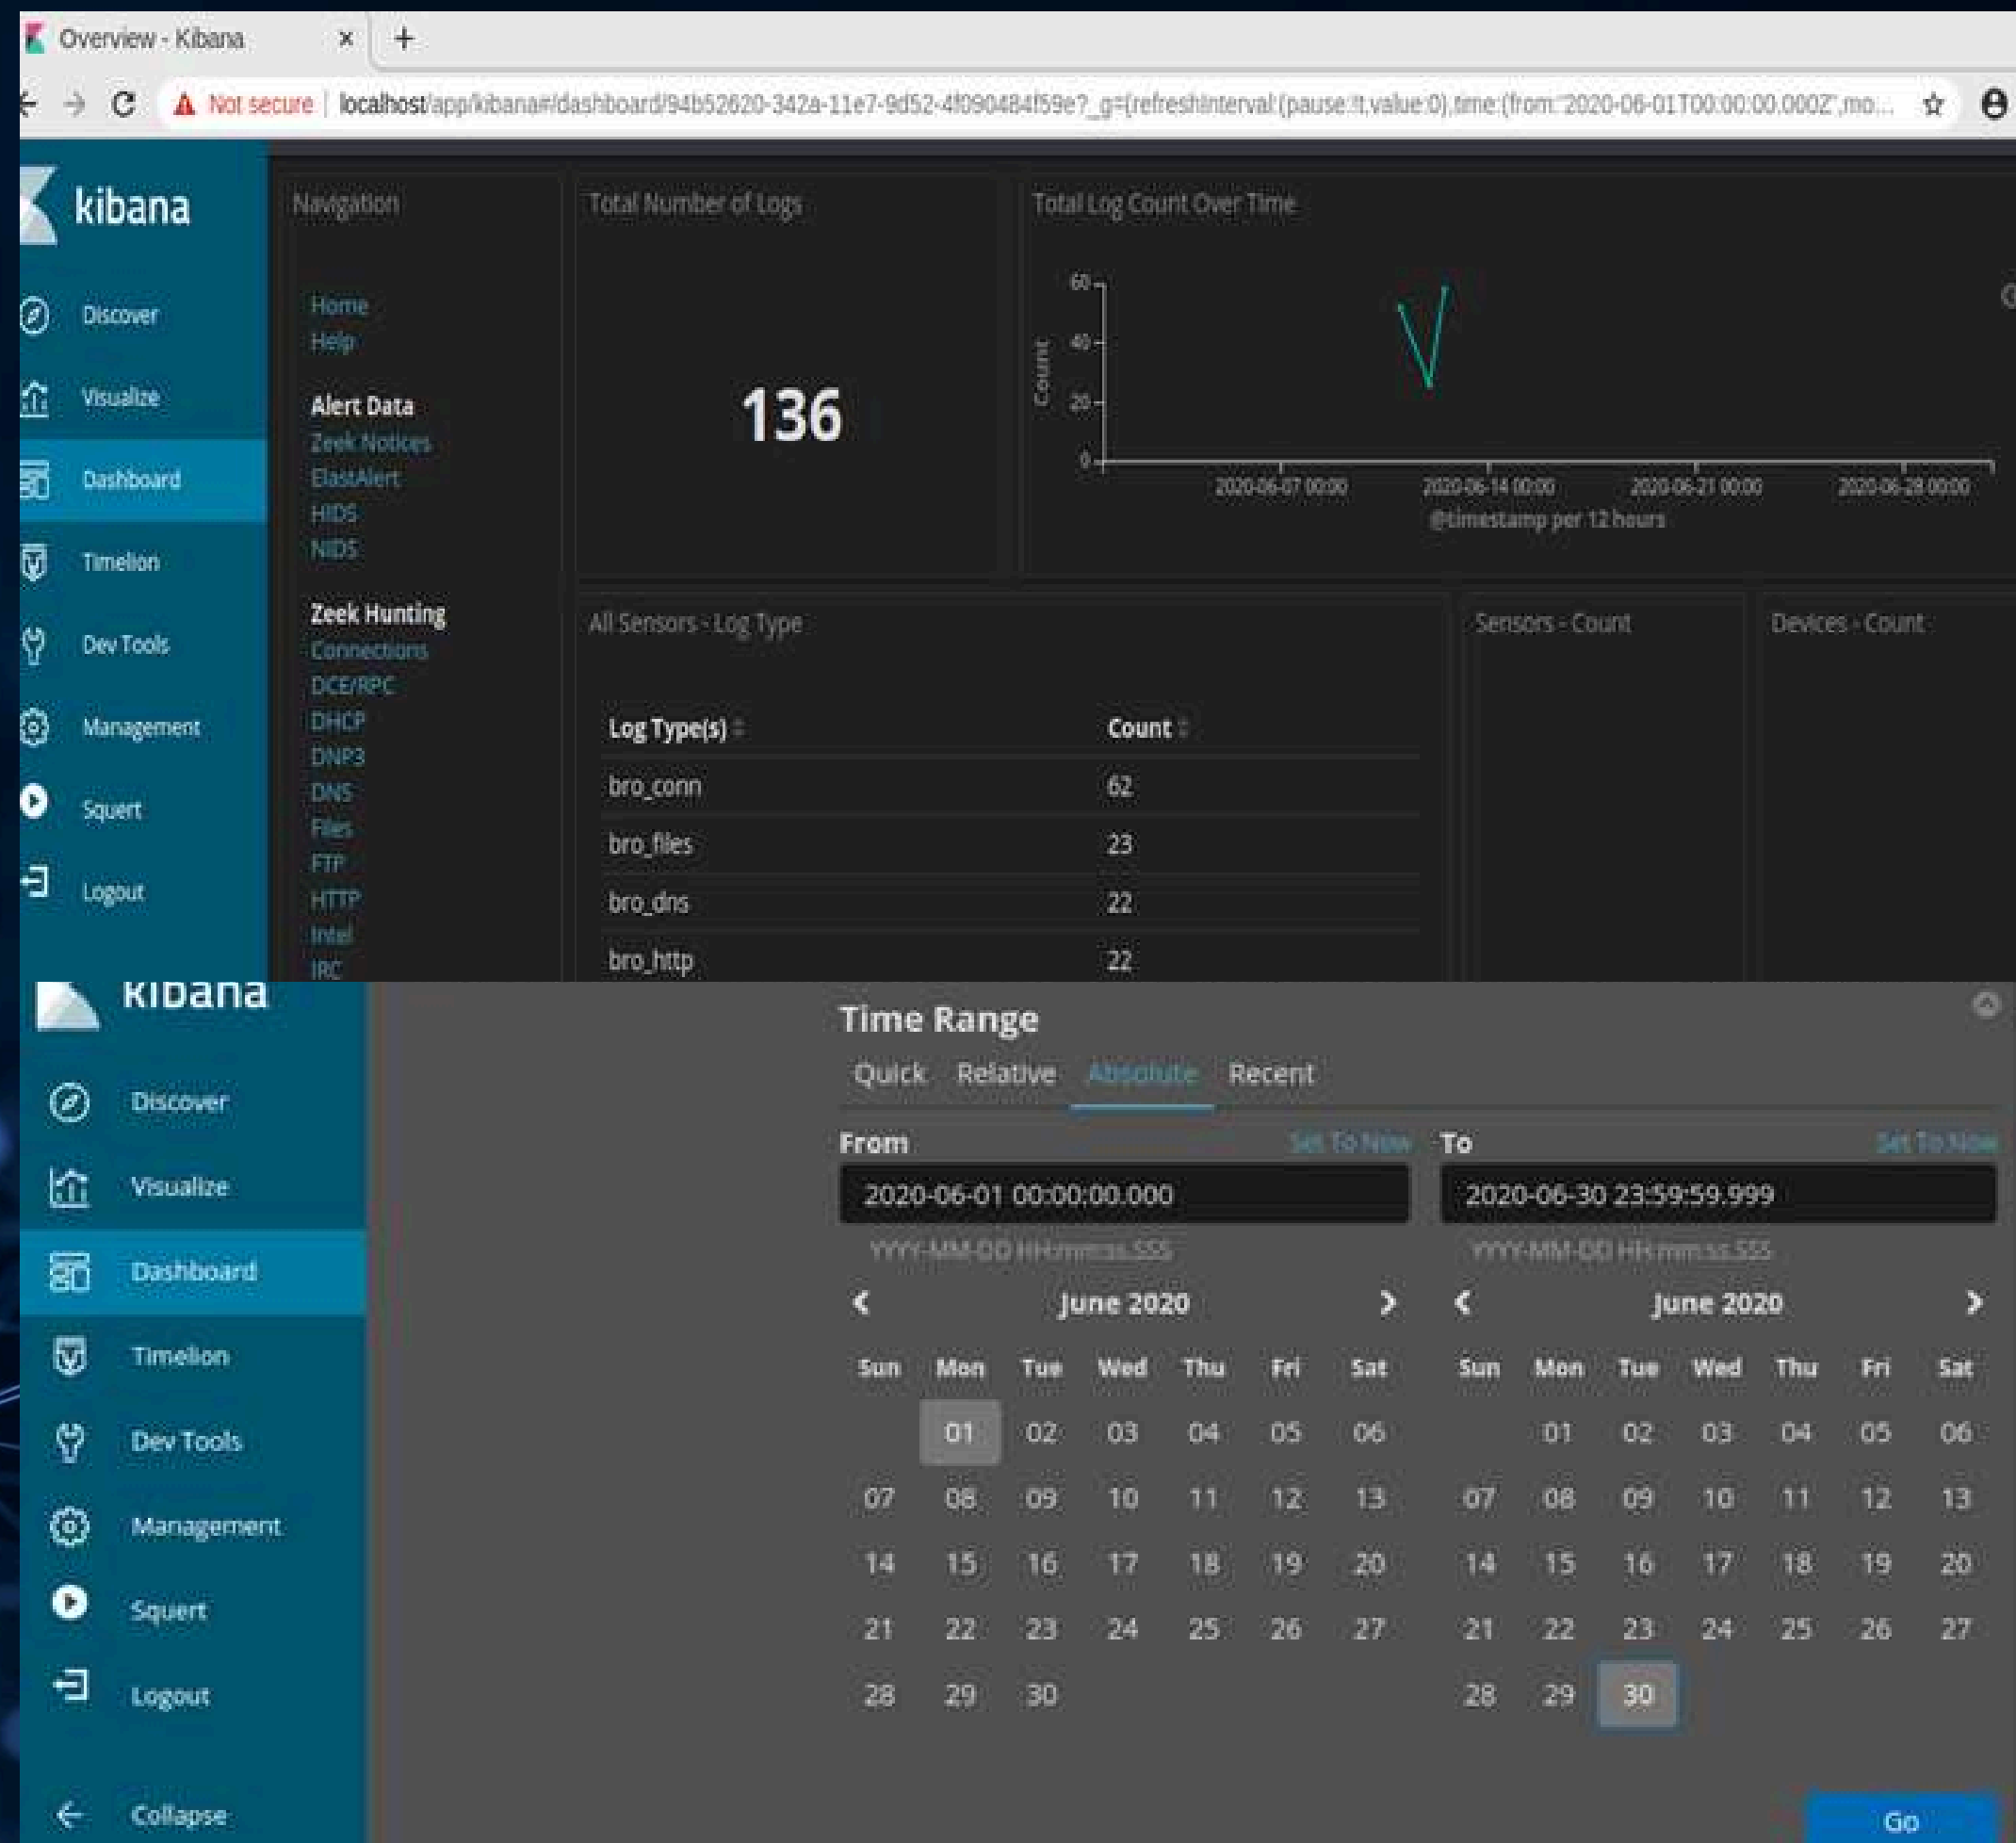 Overview - Kibana
Not secure | localhost/app/kibana#/dashboard/94b52620-342a-11e7-9d52-4f090484f59e?_g=(refreshInterval:(pause:!t,value:0),time:(from:"2020-06-01T00:00:00.000Z",mo...
kibana
Discover
Visualize
Dashboard
Timelion
Dev Tools
Management
Squert
Logout
Navigation
Home
Help
Alert Data
Zeek Notices
ElastAlert
HIDS
NIDS
Zeek Hunting
Connections
DCE/RPC
DHCP
DNP3
DNS
Files
FTP
HTTP
Intel
IRC
Total Number of Logs
136
Total Log Count Over Time
Count
60
40
20
0
2020-06-07 00:00 2020-06-14 00:00 2020-06-21 00:00 2020-06-28 00:00
@timestamp per 12 hours
All Sensors - Log Type
Log Type(s) Count
bro_conn 62
bro_files 23
bro_dns 22
bro_http 22
Sensors - Count
Devices - Count
kibana
Discover
Visualize
Dashboard
Timelion
Dev Tools
Management
Squert
Logout
Collapse
Time Range
Quick Relative Absolute Recent
From Set To Now To Set To Now
2020-06-01 00:00:00.000 2020-06-30 23:59:59.999
YYYY-MM-DD HH:mm:ss.SSS YYYY-MM-DD HH:mm:ss.SSS
June 2020 June 2020
Sun Mon Tue Wed Thu Fri Sat Sun Mon Tue Wed Thu Fri Sat
01 02 03 04 05 06 01 02 03 04 05 06
07 08 09 10 11 12 13 07 08 09 10 11 12 13
14 15 16 17 18 19 20 14 15 16 17 18 19 20
21 22 23 24 25 26 27 21 22 23 24 25 26 27
28 29 30 28 29 30
Go